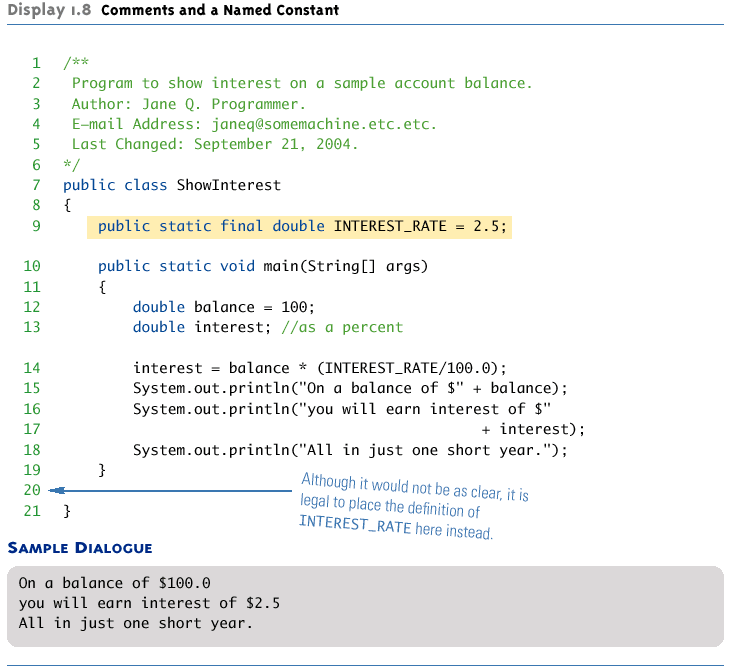 Display 1.8 Comments and a Named Constant
1 /**
2 Program to show interest on a sample account balance.
3 Author: Jane Q. Programmer.
4 E—mail Address: janeq@somemachine.etc.etc.
5 Last Changed: September 21, 2004.
6 */
7 public class ShowInterest
8 {
9 public static final double INTEREST_RATE = 2.5;
10 public static void main(String[] args)
11 {
12 double balance = 100;
13 double interest; //as a percent
14 interest = balance * (INTEREST_RATE/100.0);
15 System.out.println("On a balance of $" + balance);
16 System.out.println("you will earn interest of $"
17 + interest);
18 System.out.println("All in just one short year.");
19 }
20
21 }
Although it would not be as clear, it is
legal to place the definition of
INTEREST_RATE here instead.
SAMPLE DIALOGUE
On a balance of $100.0
you will earn interest of $2.5
All in just one short year.